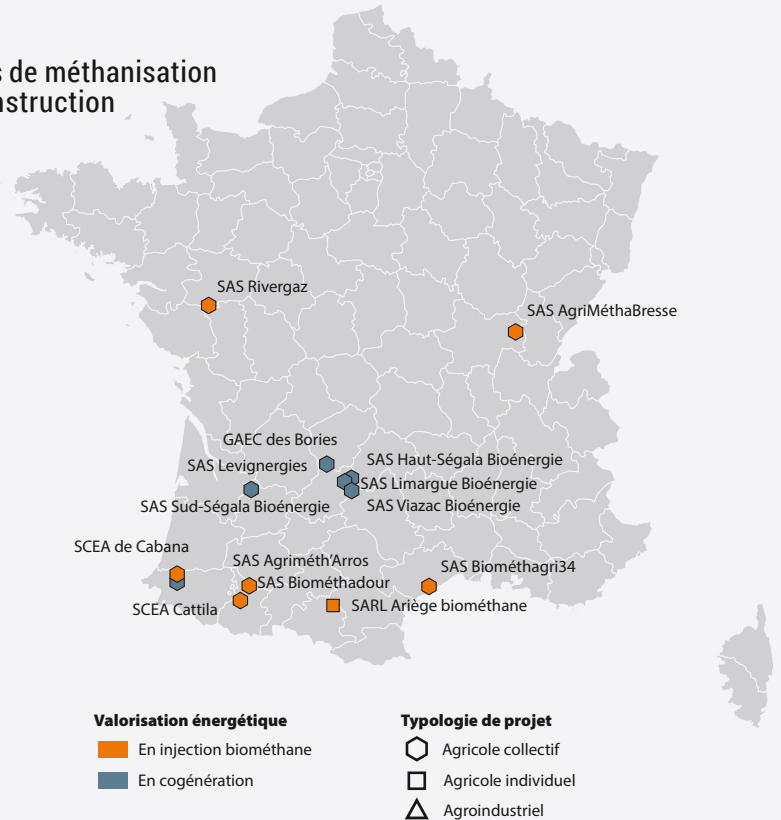 s de méthanisation
nstruction
SAS Rivergaz
SAS AgriMéthaBresse
GAEC des Bories
SAS Levignergies
SAS Haut-Ségala Bioénergie
SAS Limargue Bioénergie
SAS Sud-Ségala Bioénergie
SAS Viazac Bioénergie
SCEA de Cabana
SAS Agriméth'Arros
SAS Biométhadour
SAS Biométhagri34
SCEA Cattila
SARL Ariège biométhane
Valorisation énergétique
En injection biométhane
En cogénération
Typologie de projet
Agricole collectif
Agricole individuel
Agroindustriel